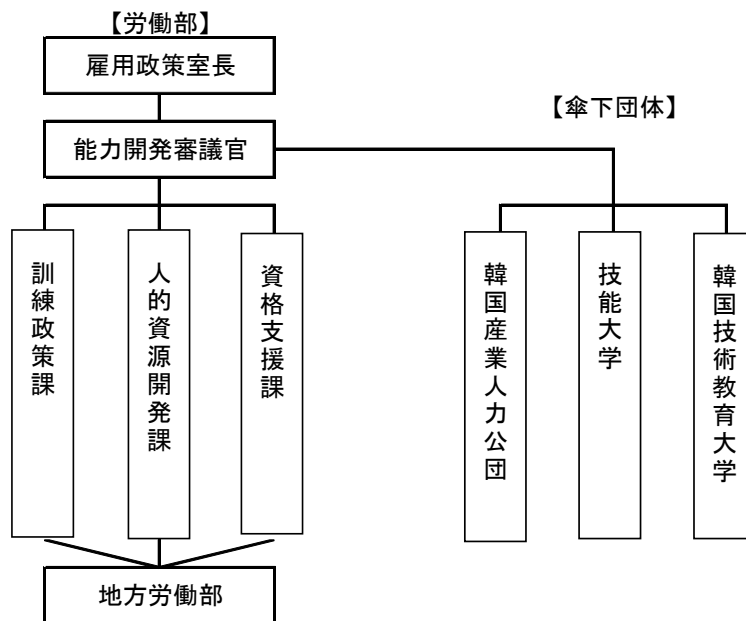 【労働部】
雇用政策室長
【傘下団体】
能力開発審議官
訓練政策課
人的資源開発課
資格支援課
韓国産業人力公団
技能大学
韓国技術教育大学
地方労働部